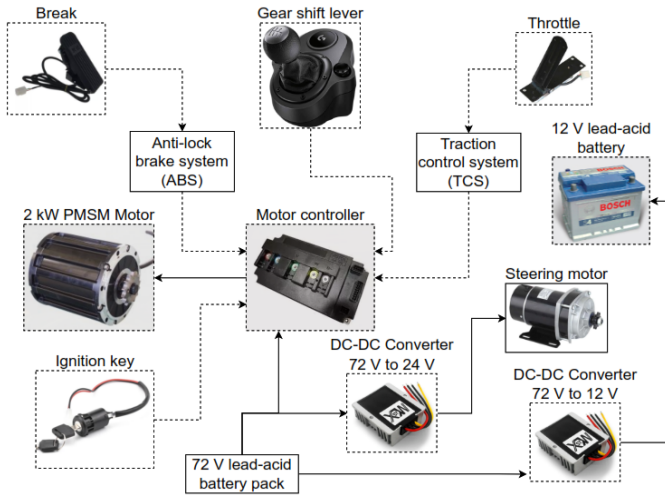 Break
Gear shift lever
Throttle
Anti-lock
brake system
(ABS)
Traction
control system
(TCS)
12 V lead-acid
battery
BOSCH
2 kW PMSM Motor
Motor controller
Steering motor
Ignition key
DC-DC Converter
72 V to 24 V
DC-DC Converter
72 V to 12 V
72 V lead-acid
battery pack